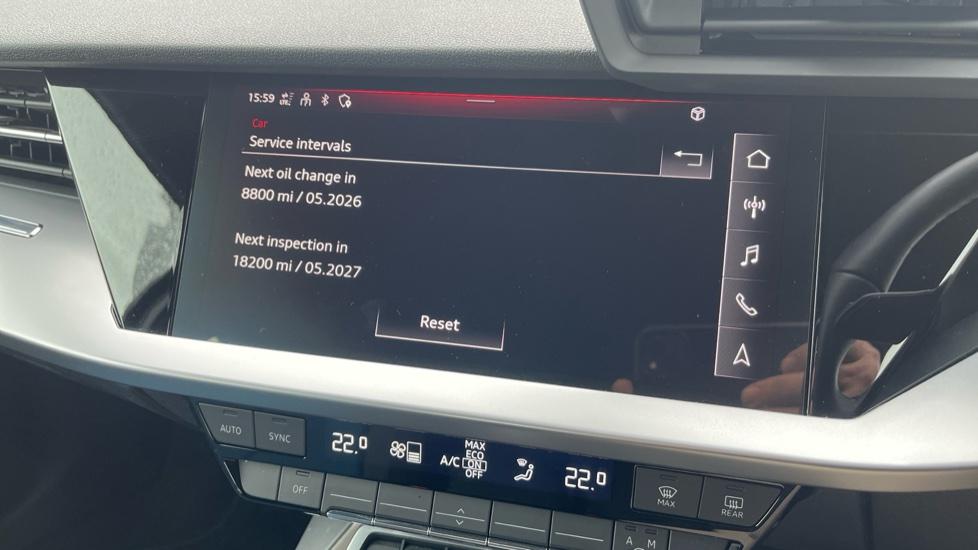 15:59
Car
Service intervals
Next oil change in
8800 mi / 05.2026
Next inspection in
18200 mi / 05.2027
Reset
AUTO
SYNC
22.0
A/C
MAX
ECO
ON
OFF
22.0
MAX
REAR
OFF
A M